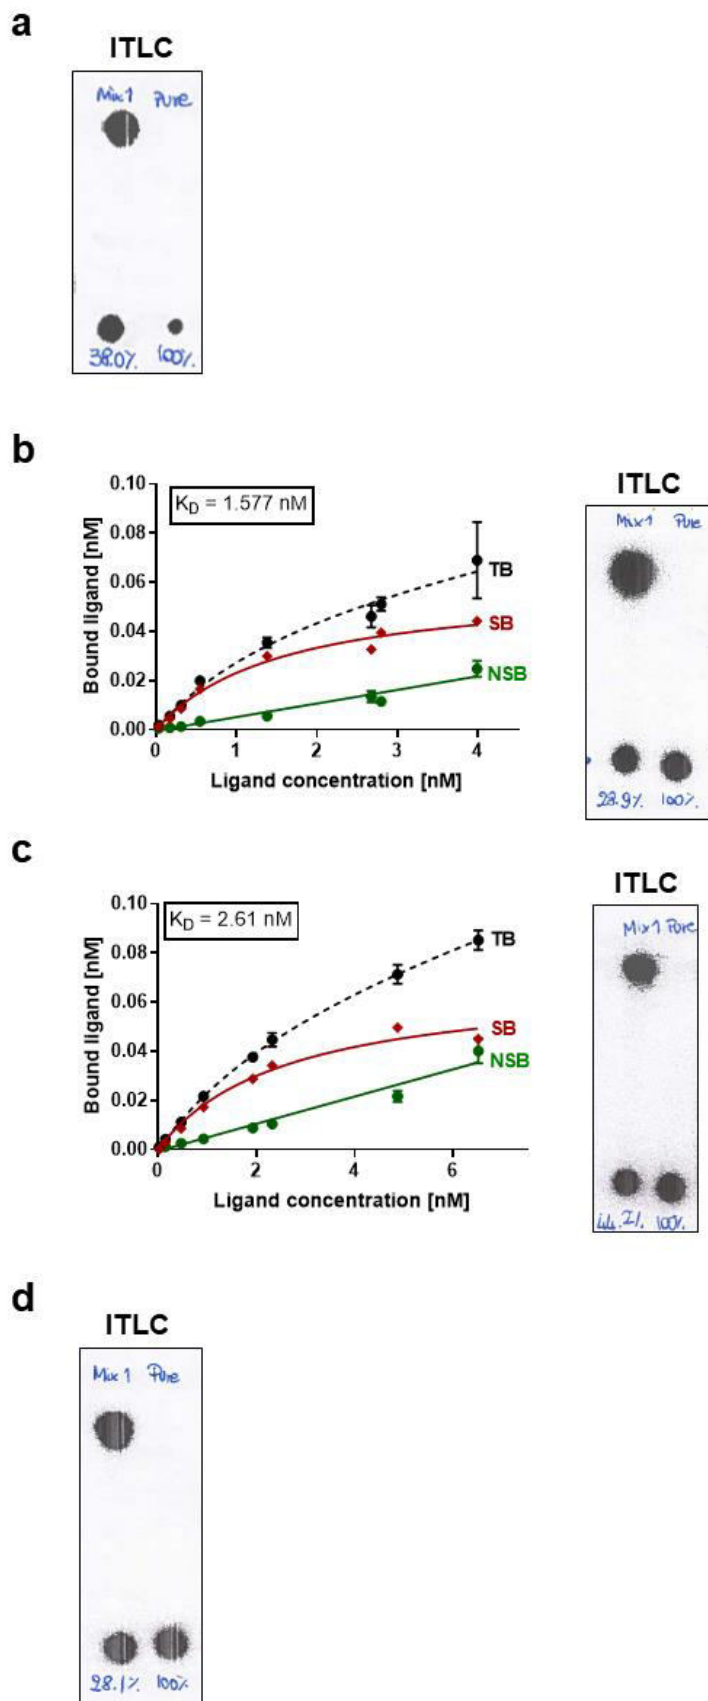 a
ITLC
Mix1 Pure
38.0% 100%
b
0.10
0.08
0.06
0.04
0.02
0.00
0 1 2 3 4
Bound ligand [nM]
Ligand concentration [nM]
K_D = 1.577 nM
TB
SB
NSB
ITLC
Mix1 Pure
28.9% 100%
c
0.10
0.08
0.06
0.04
0.02
0.00
0 2 4 6
Bound ligand [nM]
Ligand concentration [nM]
K_D = 2.61 nM
TB
SB
NSB
ITLC
Mix1 Pure
100%
d
ITLC
Mix1 Pure
28.1% 100%